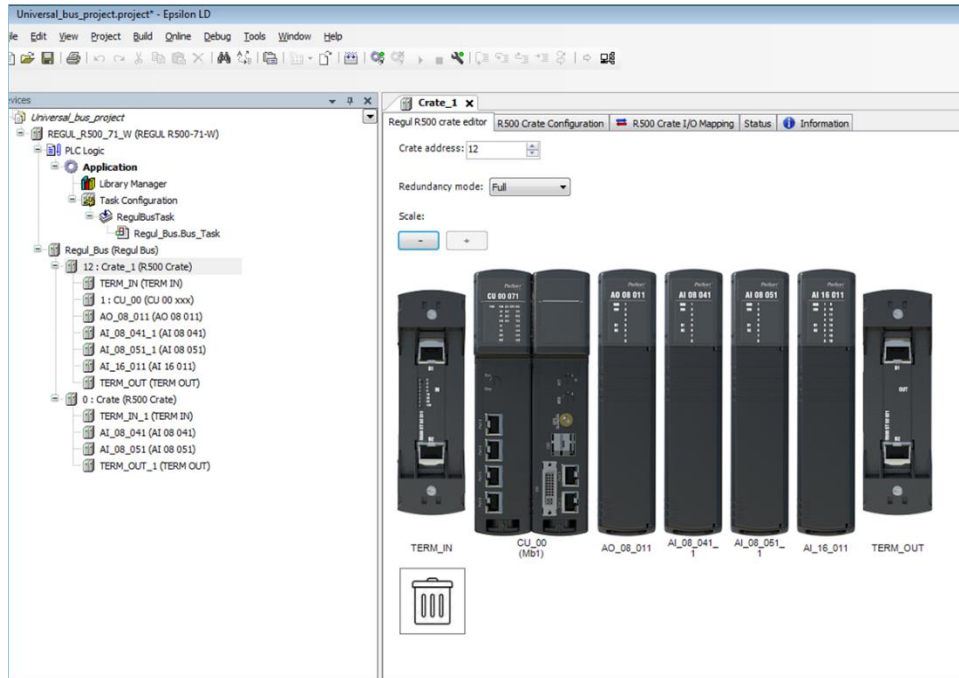 Universal_bus_project.project* - Epsilon LD
ile Edit View Project Build Online Debug Tools Window Help
evices
Crate_1 x
Universal_bus_project
REGUL_R500_71_W (REGUL R500-71-W)
PLC Logic
Application
Library Manager
Task Configuration
RegulBusTask
Regul_Bus.Bus_Task
Regul_Bus (Regul Bus)
12 : Crate_1 (R500 Crate)
TERM_IN (TERM IN)
1 : CU_00 (CU 00 xxx)
AO_08_011 (AO 08 011)
AI_08_041_1 (AI 08 041)
AI_08_051_1 (AI 08 051)
AI_16_011 (AI 16 011)
TERM_OUT (TERM OUT)
0 : Crate (R500 Crate)
TERM_IN_1 (TERM IN)
AI_08_041 (AI 08 041)
AI_08_051 (AI 08 051)
TERM_OUT_1 (TERM OUT)
Regul R500 crate editor R500 Crate Configuration R500 Crate I/O Mapping Status Information
Crate address: 12
Redundancy mode: Full
Scale:
- +
CU 00 071 AO 08 011 AI 08 041 AI 08 051 AI 16 011
IN OUT
TERM_IN CU_00 (Mb1) AO_08_011 AI_08_041_1 AI_08_051_1 AI_16_011 TERM_OUT